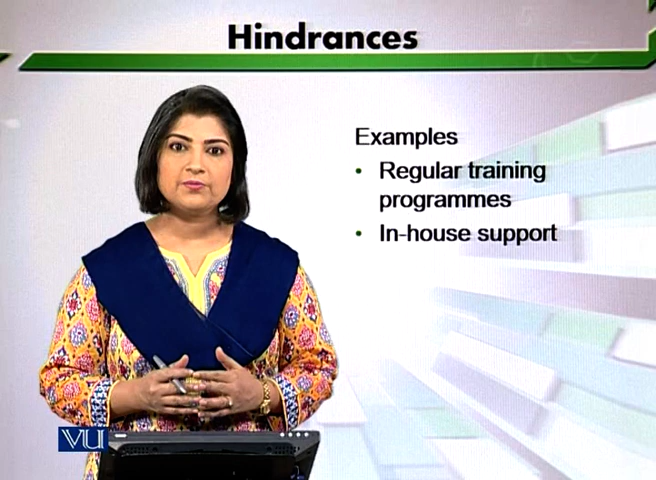 Hindrances
Examples
• Regular training
programmes
• In-house support
VU